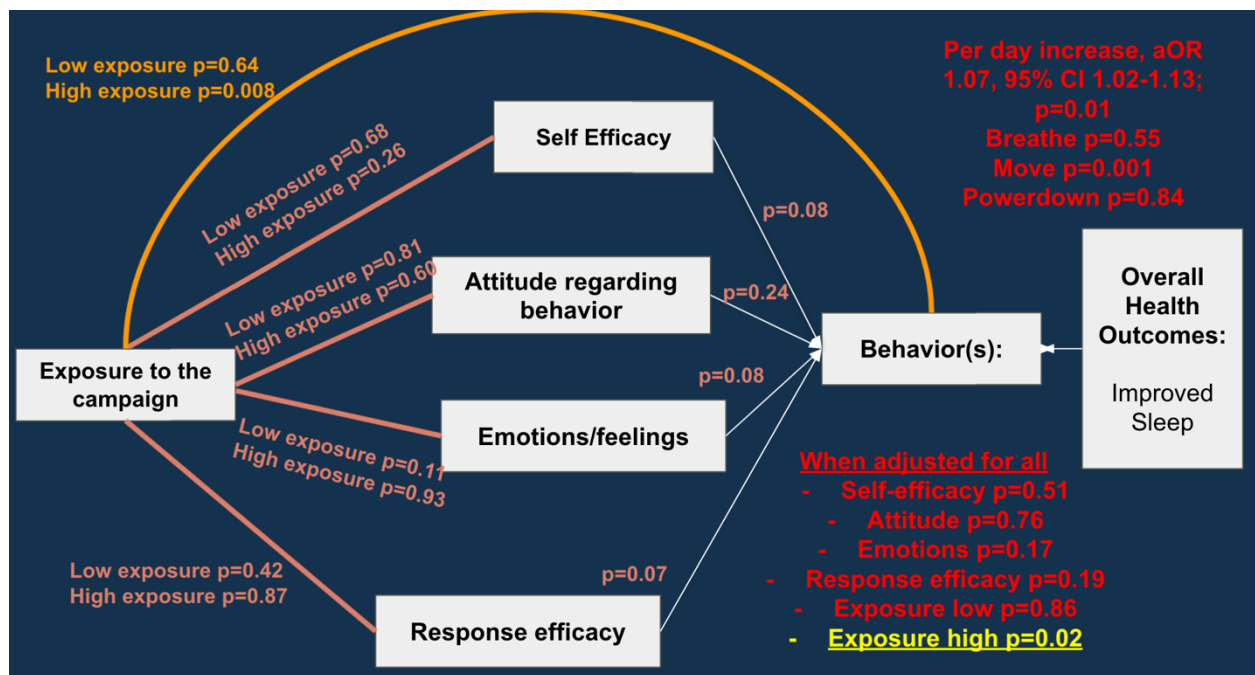 Low exposure p=0.64
High exposure p=0.008
Per day increase, aOR
1.07, 95% CI 1.02-1.13;
p=0.01
Breathe p=0.55
Move p=0.001
Powerdown p=0.84
Self Efficacy
Low exposure p=0.68
High exposure p=0.26
p=0.08
Low exposure p=0.81
High exposure p=0.60
Attitude regarding
behavior
p=0.24
Overall
Health
Outcomes:
Improved
Sleep
Behavior(s):
Exposure to the
campaign
p=0.08
Low exposure p=0.11
High exposure p=0.93
Emotions/feelings
When adjusted for all
- Self-efficacy p=0.51
- Attitude p=0.76
- Emotions p=0.17
- Response efficacy p=0.19
- Exposure low p=0.86
- Exposure high p=0.02
Low exposure p=0.42
High exposure p=0.87
p=0.07
Response efficacy